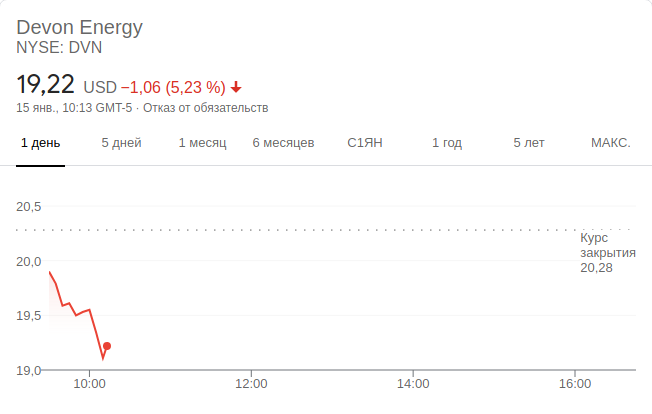 Devon Energy
NYSE: DVN
19,22 USD −1,06 (5,23 %)
15 янв., 10:13 GMT-5 · Отказ от обязательств
1 день 5 дней 1 месяц 6 месяцев С1ЯН 1 год 5 лет МАКС.
20,5
Курс
закрытия
20,28
20,0
19,5
19,0
10:00 12:00 14:00 16:00